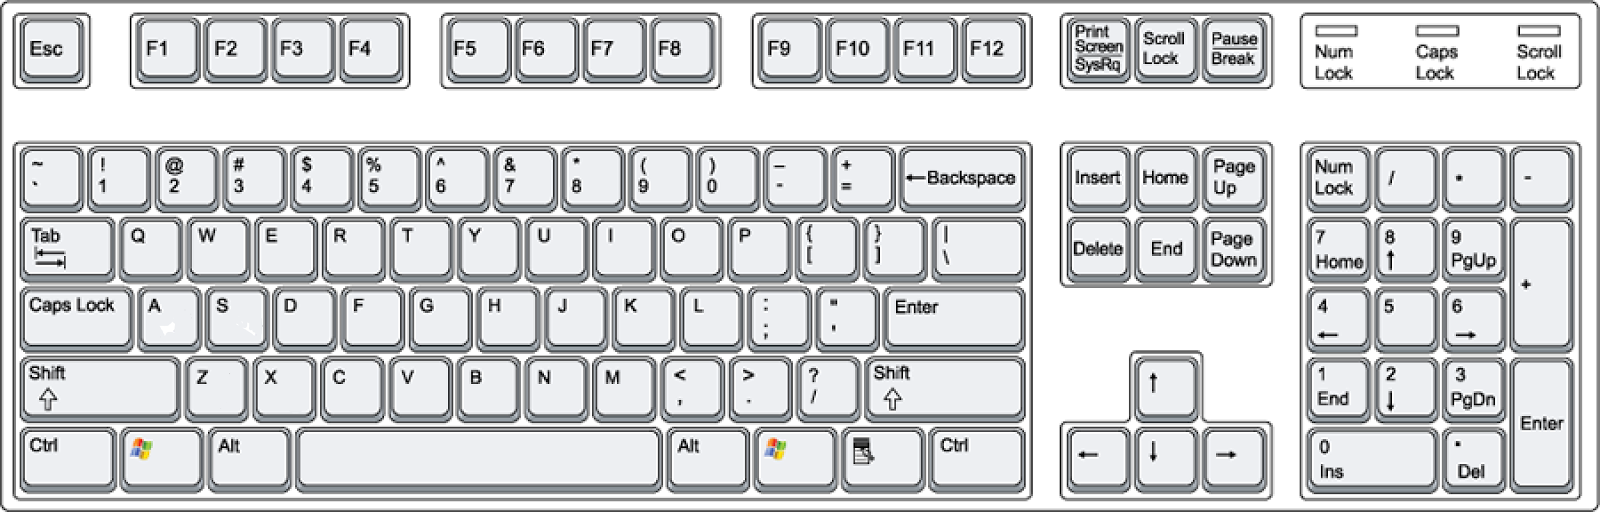 Esc F1 F2 F3 F4 F5 F6 F7 F8 F9 F10 F11 F12
Print
Screen
SysRq
Scroll
Lock
Pause
Break
Num
Lock
Caps
Lock
Scroll
Lock
~ ! @ # $ % ^ & * ( ) – +
` 1 2 3 4 5 6 7 8 9 0 - = ←Backspace
Tab Q W E R T Y U I O P { } |
[ ] \
Caps Lock A S D F G H J K L : " Enter
; '
Shift Z X C V B N M < > ? Shift
⇧ , . / ⇧
Ctrl Alt Alt Ctrl
Insert Home Page
Up
Delete End Page
Down
↑
← ↓ →
Num
Lock / * -
7 8 9
Home ↑ PgUp +
4 5 6
← →
1 2 3
End ↓ PgDn Enter
0 .
Ins Del